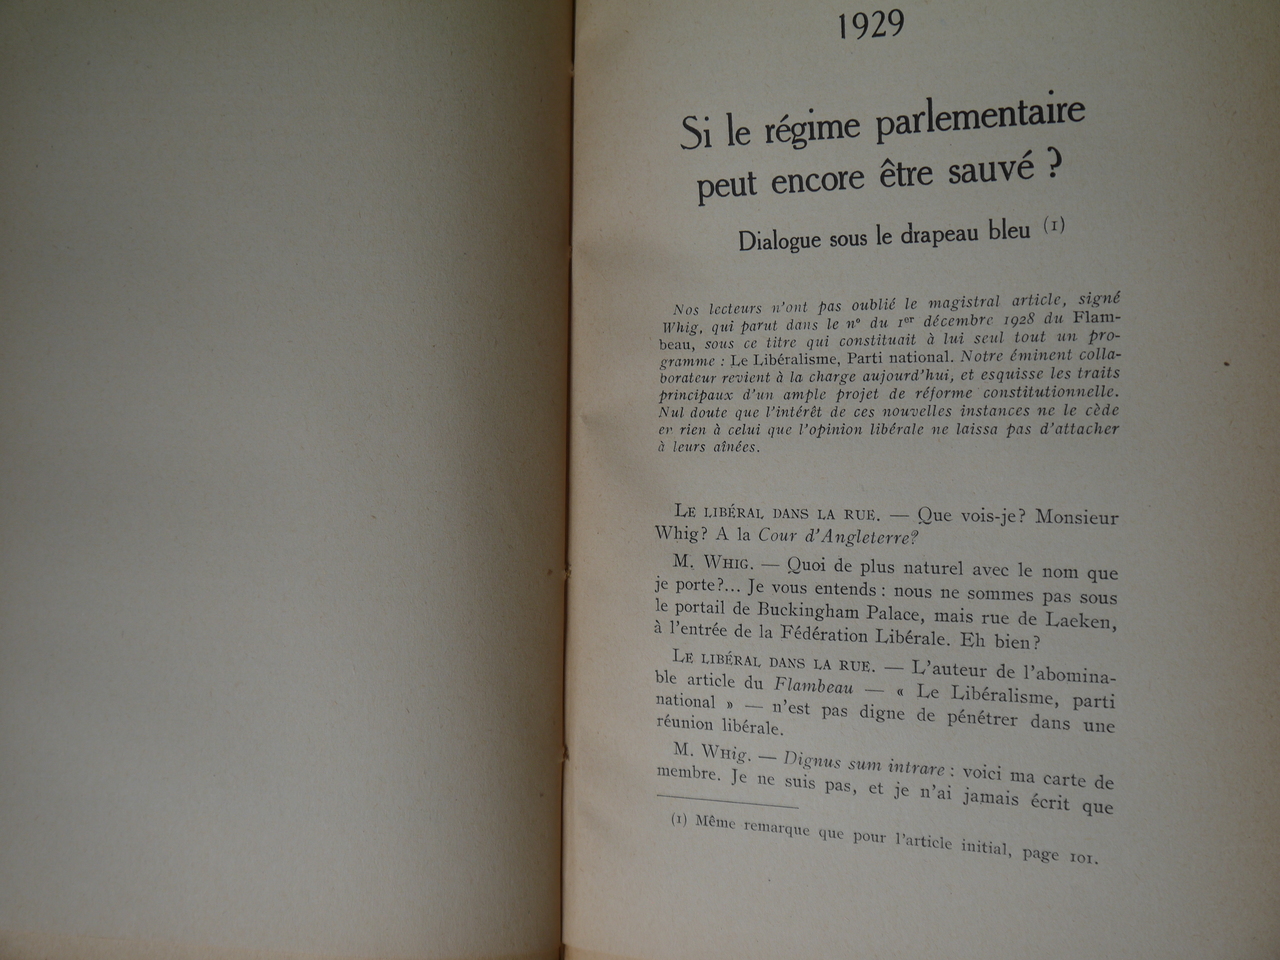 1929
Si le régime parlementaire
peut encore être sauvé ?
Dialogue sous le drapeau bleu (1)
Nos lecteurs n'ont pas oublié le magistral article, signé
Whig, qui parut dans le n° du 1er décembre 1928 du Flam-
beau, sous ce titre qui constituait à lui seul tout un pro-
gramme : Le Libéralisme, Parti national. Notre éminent colla-
borateur revient à la charge aujourd'hui, et esquisse les traits
principaux d'un ample projet de réforme constitutionnelle.
Nul doute que l'intérêt de ces nouvelles instances ne le cède
en rien à celui que l'opinion libérale ne laissa pas d'attacher
à leurs aînées.
LE LIBÉRAL DANS LA RUE. — Que vois-je? Monsieur
Whig? A la Cour d'Angleterre?
M. WHIG. — Quoi de plus naturel avec le nom que
je porte?... Je vous entends : nous ne sommes pas sous
le portail de Buckingham Palace, mais rue de Laeken,
à l'entrée de la Fédération Libérale. Eh bien?
LE LIBÉRAL DANS LA RUE. — L'auteur de l'abomina-
ble article du Flambeau — « Le Libéralisme, parti
national » — n'est pas digne de pénétrer dans une
réunion libérale.
M. WHIg. — Dignus sum intrare : voici ma carte de
membre. Je ne suis pas, et je n'ai jamais écrit que
(1) Même remarque que pour l'article initial, page 101.